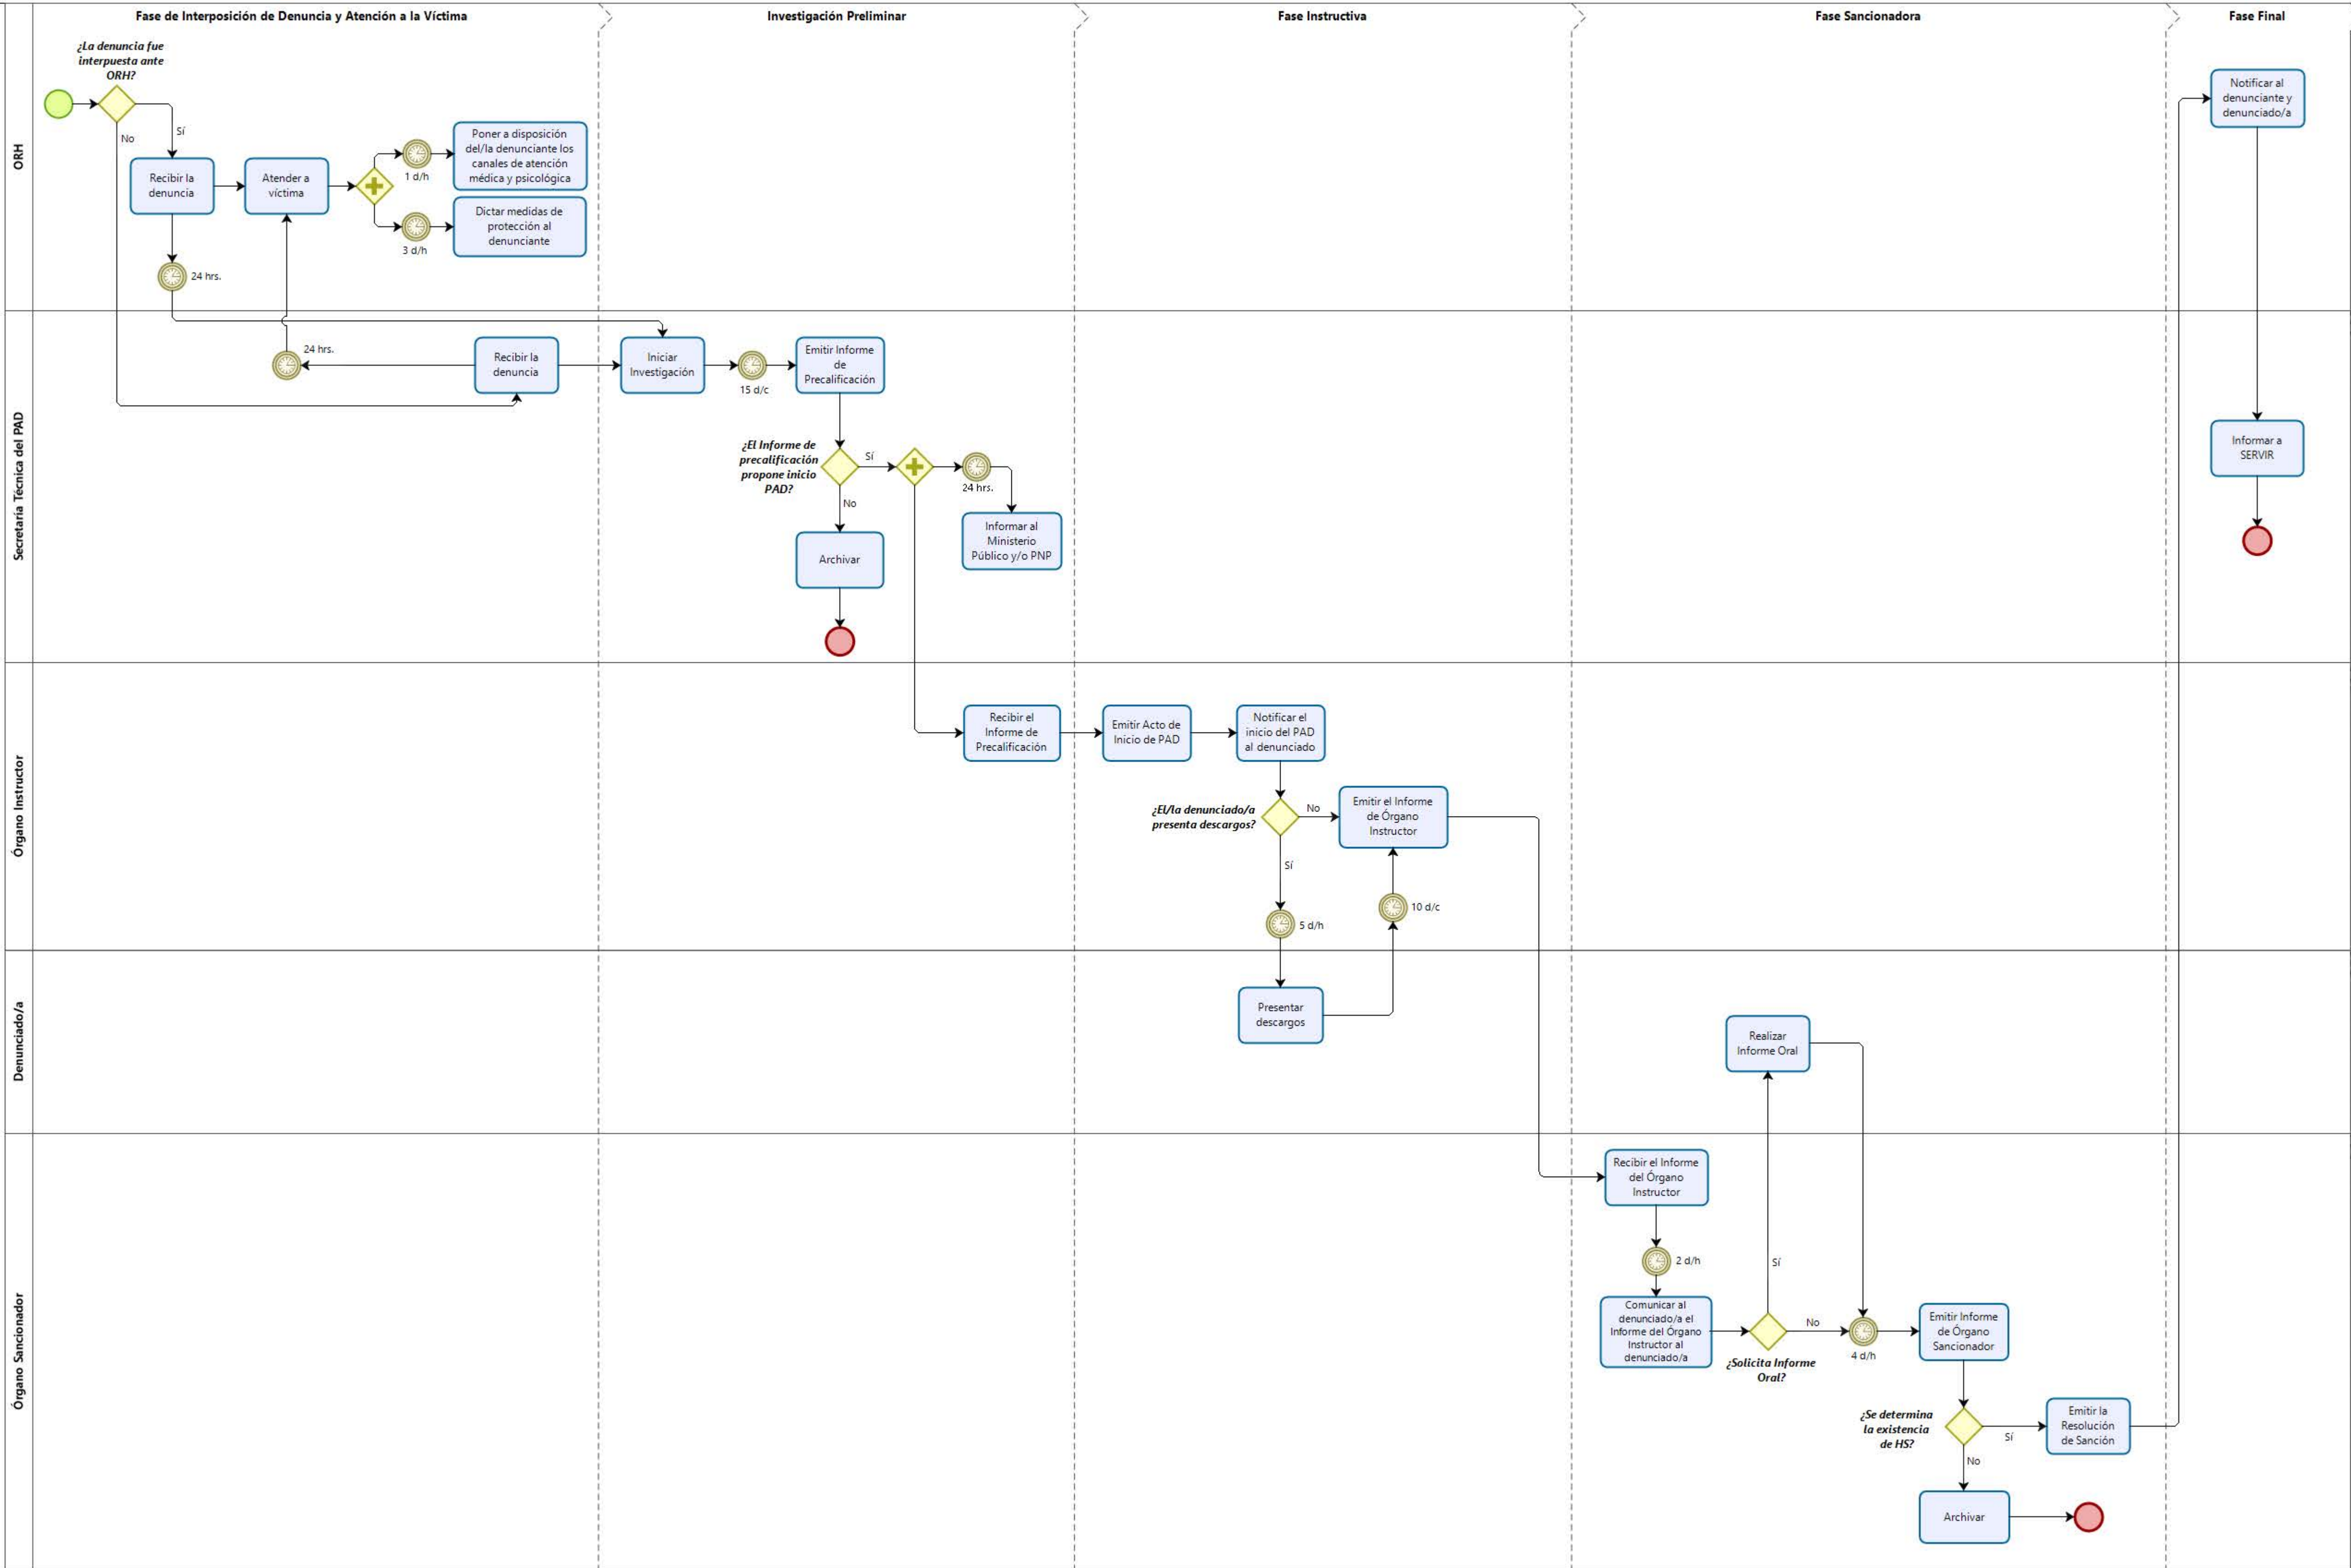 Fase de Interposición de Denuncia y Atención a la Víctima
Investigación Preliminar
Fase Instructiva
Fase Sancionadora
Fase Final
ORH
¿La denuncia fue
interpuesta ante
ORH?
No
Sí
Recibir la
denuncia
Atender a
víctima
1 d/h
Poner a disposición
del/la denunciante los
canales de atención
médica y psicológica
3 d/h
Dictar medidas de
protección al
denunciante
24 hrs.
Notificar al
denunciante y
denunciado/a
Secretaría Técnica del PAD
24 hrs.
Recibir la
denuncia
Iniciar
Investigación
15 d/c
Emitir Informe
de
Precalificación
¿El Informe de
precalificación
propone inicio
PAD?
Sí
No
24 hrs.
Informar al
Ministerio
Público y/o PNP
Archivar
Informar a
SERVIR
Órgano Instructor
Recibir el
Informe de
Precalificación
Emitir Acto de
Inicio de PAD
Notificar el
inicio del PAD
al denunciado
¿El/la denunciado/a
presenta descargos?
No
Sí
Emitir el Informe
de Órgano
Instructor
5 d/h
10 d/c
Denunciado/a
Presentar
descargos
Realizar
Informe Oral
Órgano Sancionador
Recibir el Informe
del Órgano
Instructor
2 d/h
Comunicar al
denunciado/a el
Informe del Órgano
Instructor al
denunciado/a
Sí
No
¿Solicita Informe
Oral?
4 d/h
Emitir Informe
de Órgano
Sancionador
¿Se determina
la existencia
de HS?
Sí
No
Emitir la
Resolución
de Sanción
Archivar